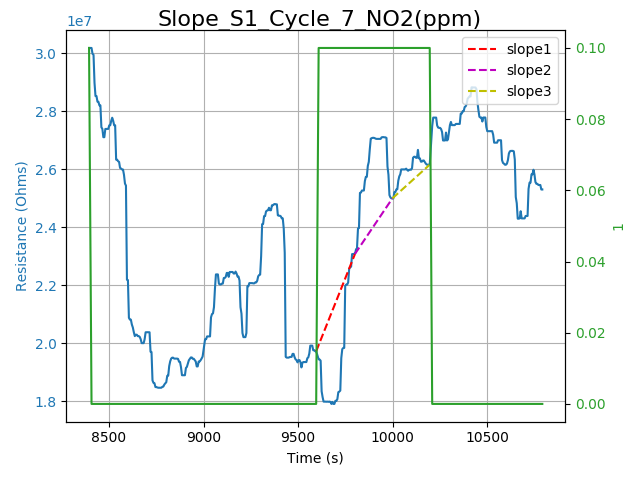 Slope_S1_Cycle_7_NO2(ppm)
1e7
slope1
slope2
slope3
3.0
2.8
2.6
2.4
2.2
2.0
1.8
Resistance (Ohms)
0.10
0.08
0.06
0.04
0.02
0.00
1
8500
9000
9500
10000
10500
Time (s)